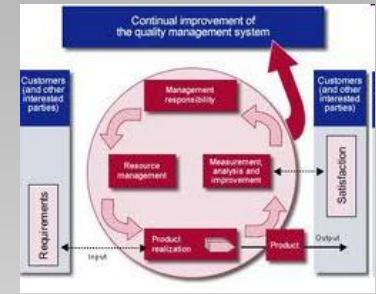 Continual improvement of
the quality management system
Customers
(and other
interested
parties)
Management
responsibility
Customers
(and other
interested
parties)
Resource
management
Measurement,
analysis and
improvement
Requirements
Satisfaction
Product
realization
Product
Input
Output